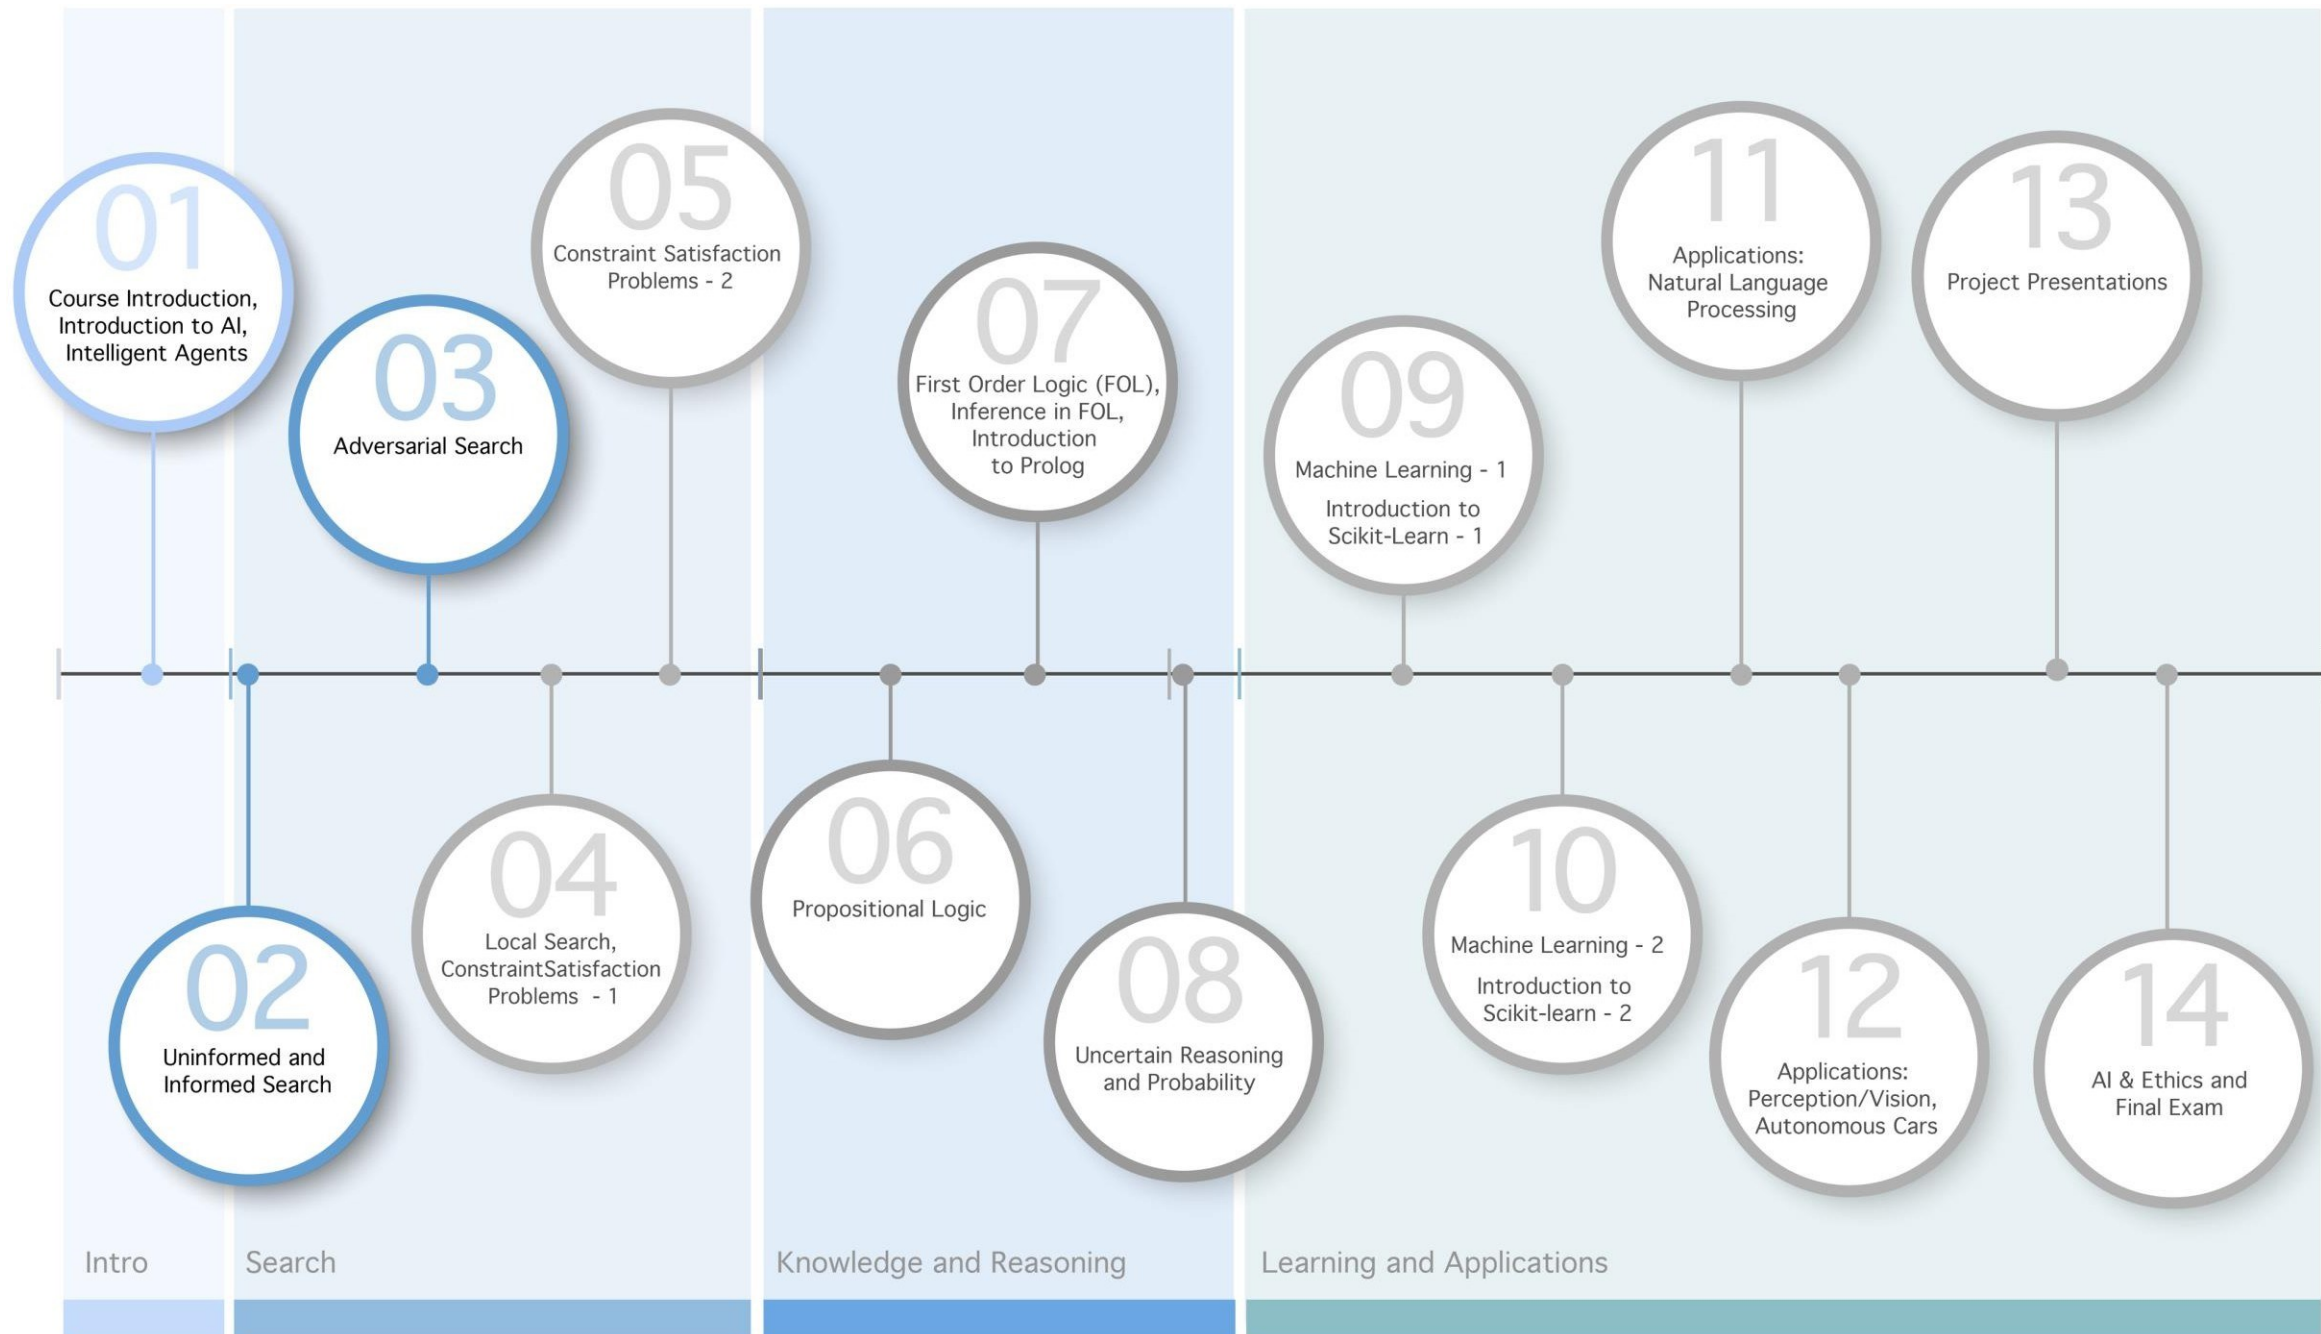 01
Course Introduction,
Introduction to AI,
Intelligent Agents
02
Uninformed and
Informed Search
03
Adversarial Search
04
Local Search,
ConstraintSatisfaction
Problems - 1
05
Constraint Satisfaction
Problems - 2
06
Propositional Logic
07
First Order Logic (FOL),
Inference in FOL,
Introduction
to Prolog
08
Uncertain Reasoning
and Probability
09
Machine Learning - 1
Introduction to
Scikit-Learn - 1
10
Machine Learning - 2
Introduction to
Scikit-learn - 2
11
Applications:
Natural Language
Processing
12
Applications:
Perception/Vision,
Autonomous Cars
13
Project Presentations
14
AI & Ethics and
Final Exam
Intro
Search
Knowledge and Reasoning
Learning and Applications